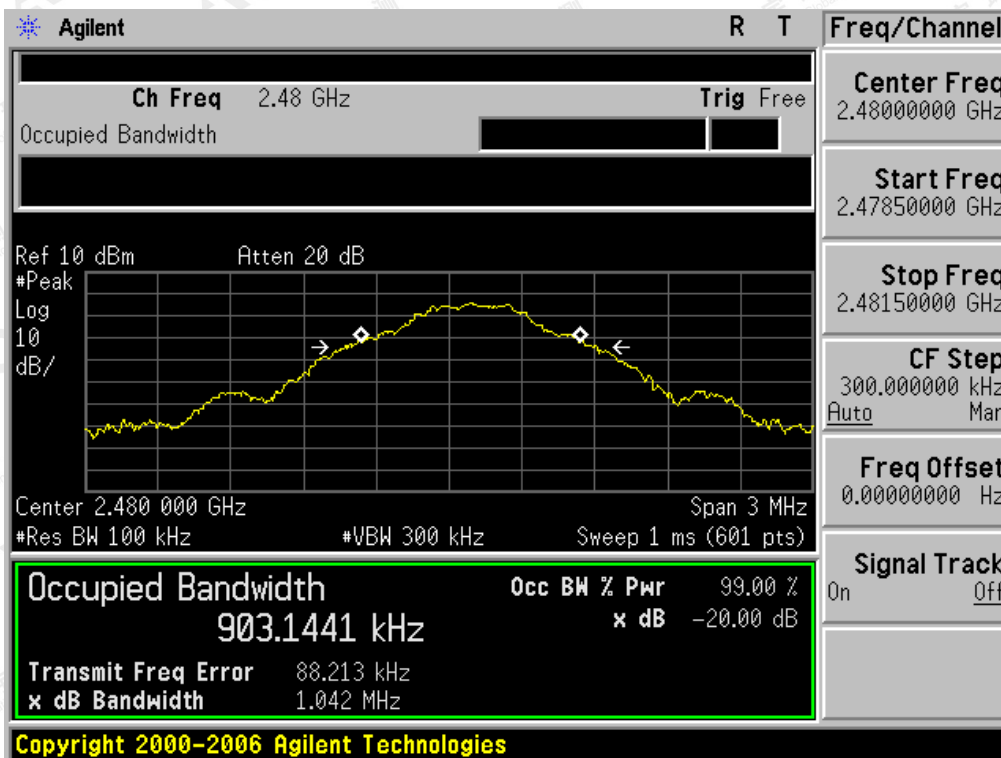 Agilent R T
Ch Freq 2.48 GHz Trig Free
Occupied Bandwidth
Ref 10 dBm Atten 20 dB
#Peak
Log
10
dB/
Center 2.480 000 GHz Span 3 MHz
#Res BW 100 kHz #VBW 300 kHz Sweep 1 ms (601 pts)
Occupied Bandwidth
903.1441 kHz
Occ BW % Pwr 99.00 %
x dB -20.00 dB
Transmit Freq Error 88.213 kHz
x dB Bandwidth 1.042 MHz
Copyright 2000-2006 Agilent Technologies
Freq/Channel
Center Freq
2.48000000 GHz
Start Freq
2.47850000 GHz
Stop Freq
2.48150000 GHz
CF Step
300.000000 kHz
Auto Man
Freq Offset
0.00000000 Hz
Signal Track
On Off